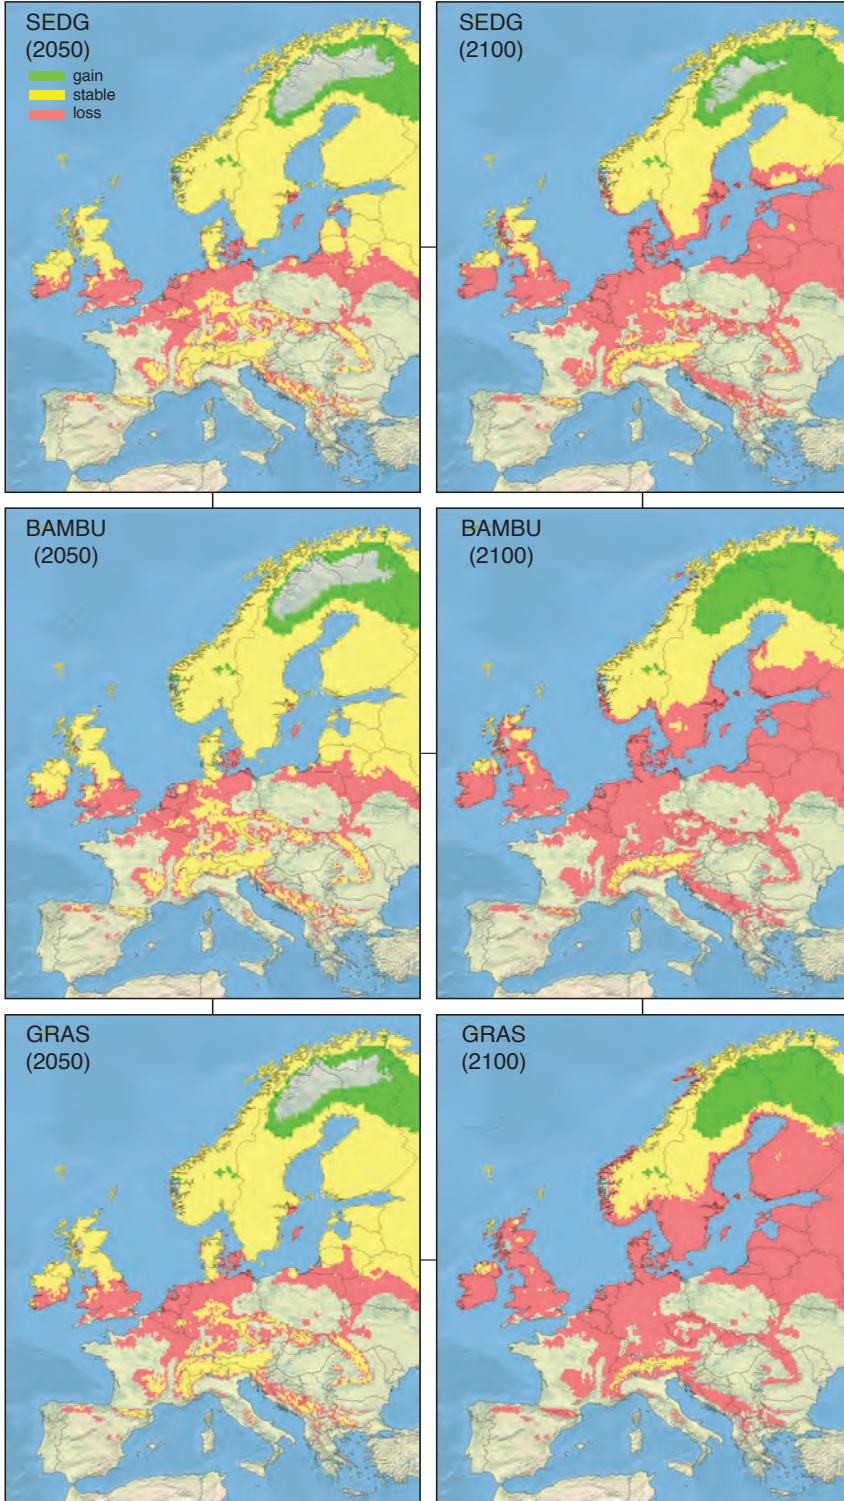 SEDG
(2050)
gain
stable
loss
SEDG
(2100)
BAMBU
(2050)
BAMBU
(2100)
GRAS
(2050)
GRAS
(2100)